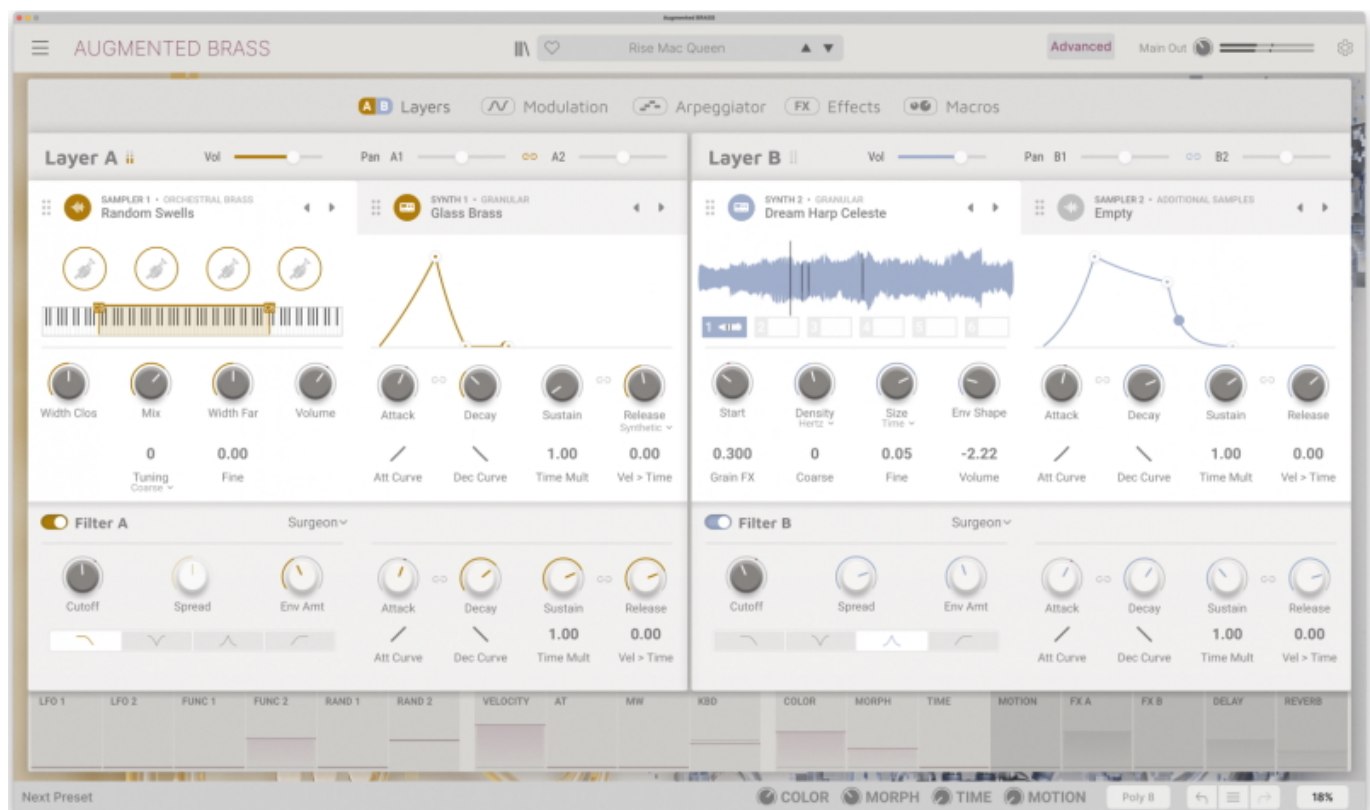 Augmented BRASS
AUGMENTED BRASS
Rise Mac Queen
Advanced
Main Out
A B Layers
Modulation
Arpeggiator
FX Effects
Macros
Layer A
Vol
Pan A1
A2
Layer B
Vol
Pan B1
B2
SAMPLER 1 • ORCHESTRAL BRASS
Random Swells
SYNTH 1 • GRANULAR
Glass Brass
SYNTH 2 • GRANULAR
Dream Harp Celeste
SAMPLER 2 • ADDITIONAL SAMPLES
Empty
1 2 3 4 5 6
Width Clos Mix Width Far Volume
Attack Decay Sustain Release
Synthetic
Start Density Size Env Shape
Hertz Time
Attack Decay Sustain Release
0 0.00
Tuning Fine
Coarse
1.00 0.00
Att Curve Dec Curve Time Mult Vel > Time
0.300 0 0.05 -2.22
Grain FX Coarse Fine Volume
1.00 0.00
Att Curve Dec Curve Time Mult Vel > Time
Filter A
Surgeon
Filter B
Surgeon
Cutoff Spread Env Amt
Attack Decay Sustain Release
Cutoff Spread Env Amt
Attack Decay Sustain Release
1.00 0.00
Att Curve Dec Curve Time Mult Vel > Time
1.00 0.00
Att Curve Dec Curve Time Mult Vel > Time
LFO 1 LFO 2 FUNC 1 FUNC 2 RAND 1 RAND 2 VELOCITY AT MW KBD COLOR MORPH TIME MOTION FX A FX B DELAY REVERB
Next Preset
COLOR MORPH TIME MOTION
Poly 8
18%